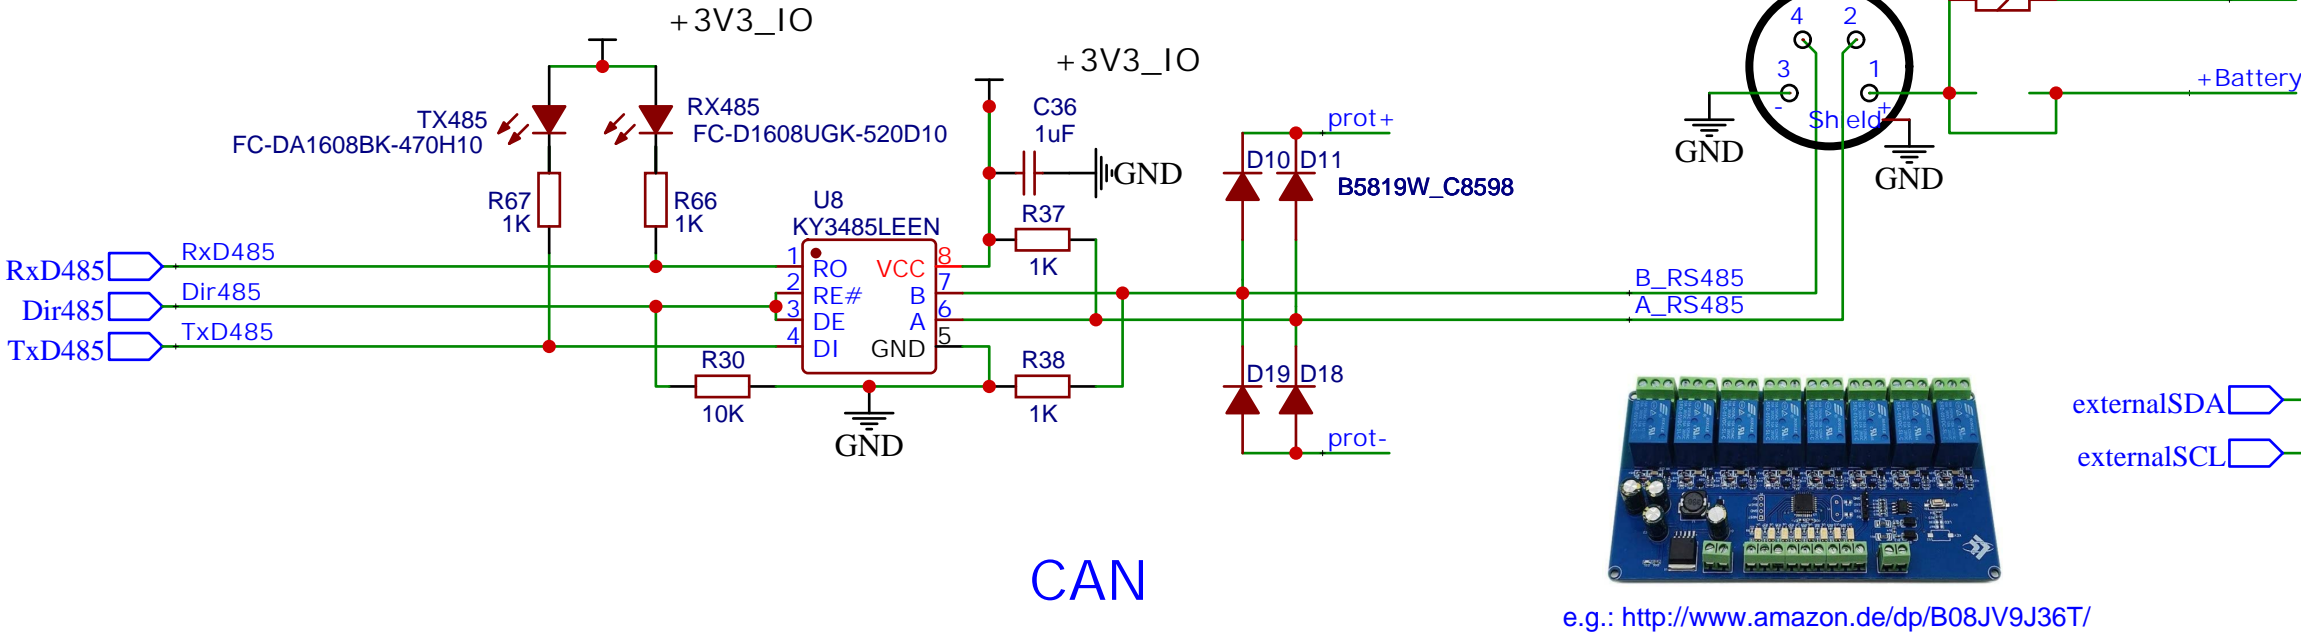 +3V3_IO
+3V3_IO
TX485
FC-DA1608BK-470H10
RX485
FC-D1608UGK-520D10
R67
1K
R66
1K
C36
1uF
GND
U8
KY3485LEEN
R37
1K
1
RO
2
RE#
3
DE
4
DI
8
VCC
7
B
6
A
5
GND
RxD485
RxD485
Dir485
Dir485
TxD485
TxD485
R30
10K
R38
1K
GND
prot+
D10
D11
B5819W_C8598
D19
D18
prot-
B_RS485
A_RS485
4
2
3
1
-
+
Shield
GND
GND
+Battery
externalSDA
externalSCL
CAN
e.g.: http://www.amazon.de/dp/B08JV9J36T/